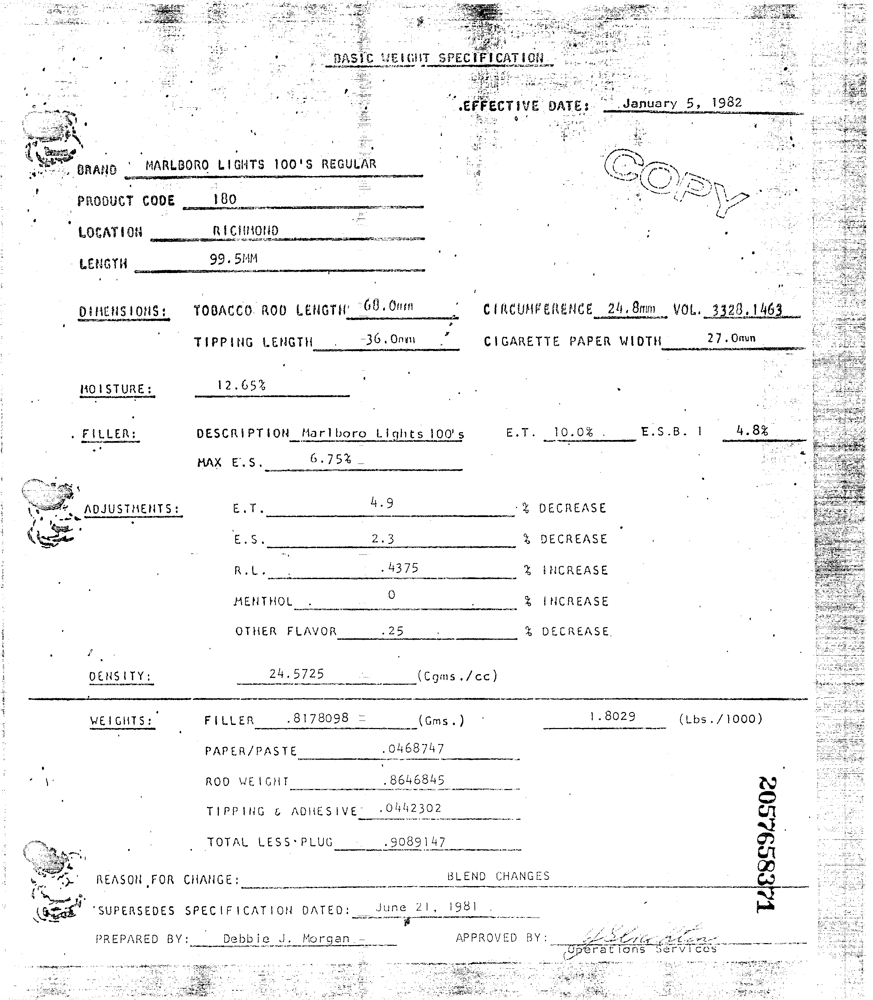 BASIC WEIGHT SPECIFICATION
EFFECTIVE DATE: January 5, 1982
COPY
BRAND MARLBORO LIGHTS 100'S REGULAR
PRODUCT CODE 180
LOCATION RICHMOND
LENGTH 99.5MM
DIMENSIONS: TOBACCO ROD LENGTH 68.0mm CIRCUMFERENCE 24.8mm VOL. 3328.1463
TIPPING LENGTH 36.0mm CIGARETTE PAPER WIDTH 27.0mm
MOISTURE: 12.65%
FILLER: DESCRIPTION Marlboro Lights 100's E.T. 10.0% E.S.B. 1 4.8%
MAX E.S. 6.75%
ADJUSTMENTS: E.T. 4.9 % DECREASE
E.S. 2.3 % DECREASE
R.L. .4375 % INCREASE
MENTHOL 0 % INCREASE
OTHER FLAVOR .25 % DECREASE
DENSITY: 24.5725 (Cgms./cc)
WEIGHTS: FILLER .8178098 (Gms.) 1.8029 (Lbs./1000)
PAPER/PASTE .0468747
ROD WEIGHT .8646845
TIPPING & ADHESIVE .0442302
TOTAL LESS PLUG .9089147
REASON FOR CHANGE: BLEND CHANGES
SUPERSEDES SPECIFICATION DATED: June 21, 1981
PREPARED BY: Debbie J. Morgan APPROVED BY:
Operations Services
2057658371